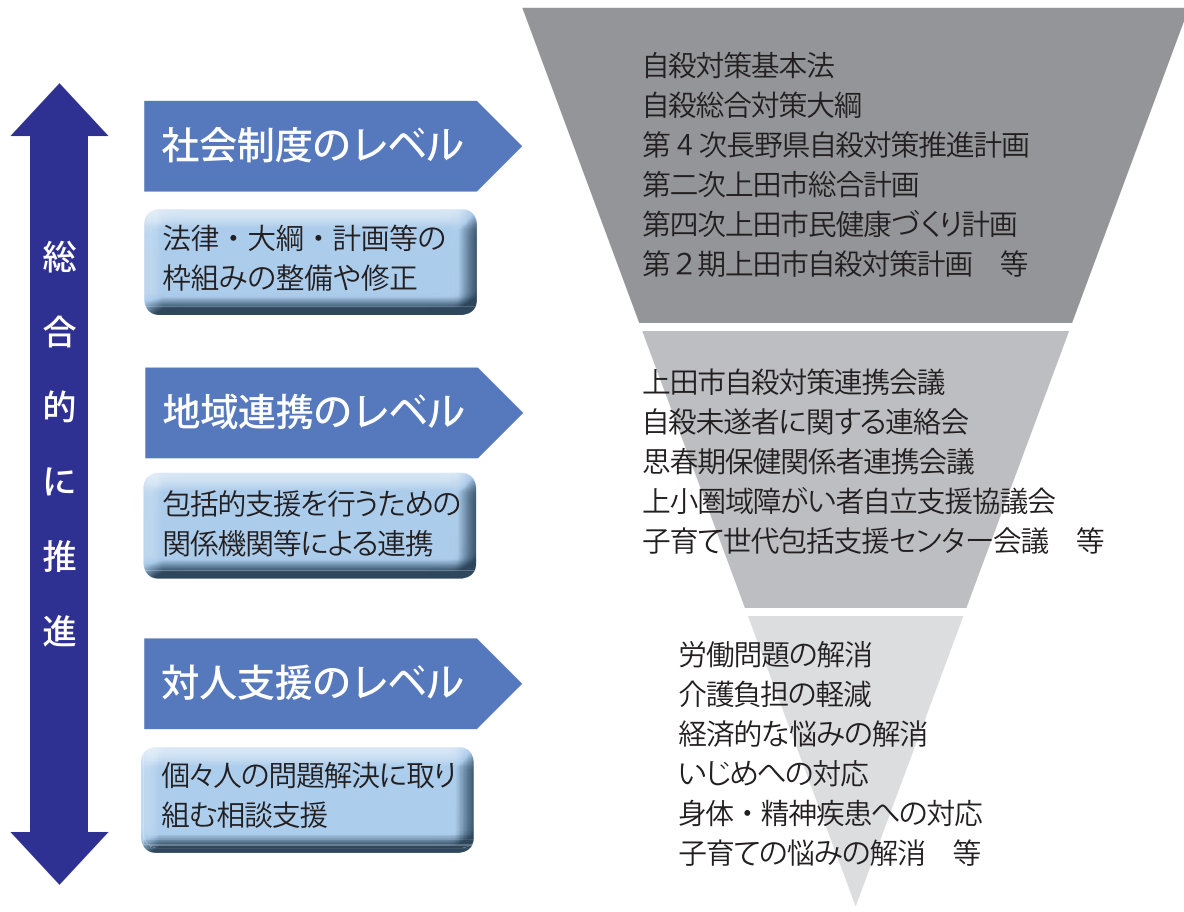 総合的に推進
社会制度のレベル
法律・大綱・計画等の
枠組みの整備や修正
自殺対策基本法
自殺総合対策大綱
第4次長野県自殺対策推進計画
第二次上田市総合計画
第四次上田市民健康づくり計画
第2期上田市自殺対策計画　等
地域連携のレベル
包括的支援を行うための
関係機関等による連携
上田市自殺対策連携会議
自殺未遂者に関する連絡会
思春期保健関係者連携会議
上小圏域障がい者自立支援協議会
子育て世代包括支援センター会議　等
対人支援のレベル
個々人の問題解決に取り
組む相談支援
労働問題の解消
介護負担の軽減
経済的な悩みの解消
いじめへの対応
身体・精神疾患への対応
子育ての悩みの解消　等